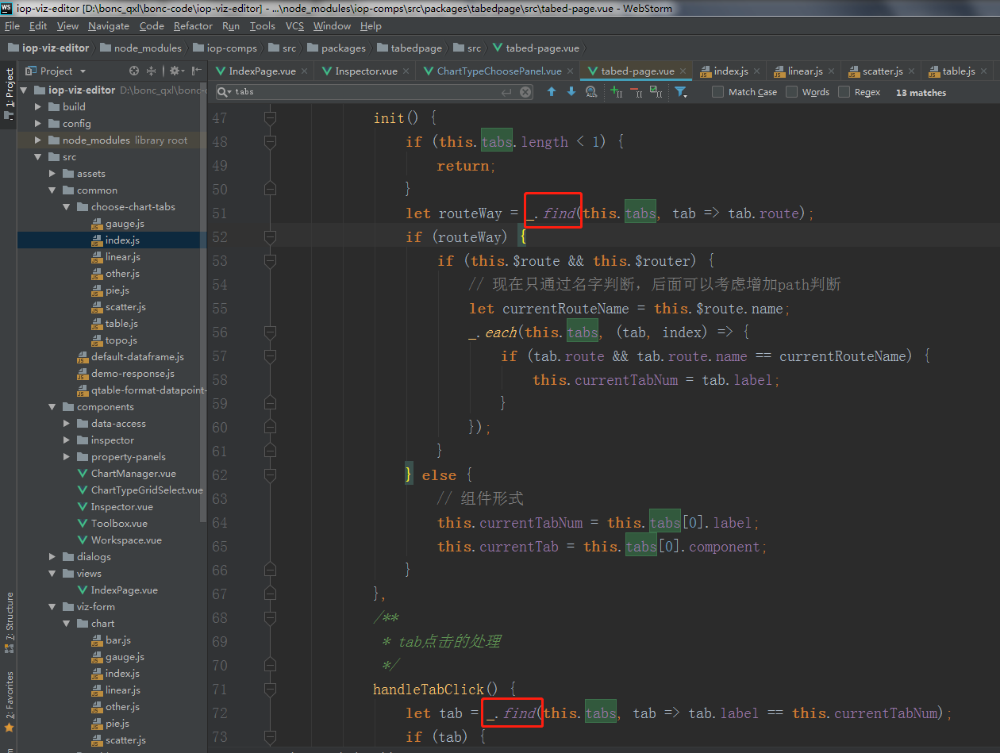 iop-viz-editor [D:\bonc_qxl\bonc-code\iop-viz-editor] - ...\node_modules\iop-comps\src\packages\tabedpage\src\tabed-page.vue - WebStorm
File Edit View Navigate Code Refactor Run Tools VCS Window Help
iop-viz-editor node_modules iop-comps src packages tabedpage src tabed-page.vue
Project
IndexPage.vue Inspector.vue ChartTypeChoosePanel.vue tabed-page.vue index.js linear.js scatter.js table.js
tabs
Match Case Words Regex 13 matches
1: Project
7: Structure
2: Favorites
iop-viz-editor D:\bonc_qxl\bonc-c
build
config
node_modules library root
src
assets
common
choose-chart-tabs
gauge.js
index.js
linear.js
other.js
pie.js
scatter.js
table.js
topo.js
default-dataframe.js
demo-response.js
qtable-format-datapoint-
components
data-access
inspector
property-panels
ChartManager.vue
ChartTypeGridSelect.vue
Inspector.vue
Toolbox.vue
Workspace.vue
dialogs
views
IndexPage.vue
viz-form
chart
bar.js
gauge.js
index.js
linear.js
other.js
pie.js
scatter.js
47 init() {
48 if (this.tabs.length < 1) {
49 return;
50 }
51 let routeWay = _.find(this.tabs, tab => tab.route);
52 if (routeWay) {
53 if (this.$route && this.$router) {
54 // 现在只通过名字判断，后面可以考虑增加path判断
55 let currentRouteName = this.$route.name;
56 _.each(this.tabs, (tab, index) => {
57 if (tab.route && tab.route.name == currentRouteName) {
58 this.currentTabNum = tab.label;
59 }
60 });
61 }
62 } else {
63 // 组件形式
64 this.currentTabNum = this.tabs[0].label;
65 this.currentTab = this.tabs[0].component;
66 }
67 },
68 /**
69 * tab点击的处理
70 */
71 handleTabClick() {
72 let tab = _.find(this.tabs, tab => tab.label == this.currentTabNum);
73 if (tab) {